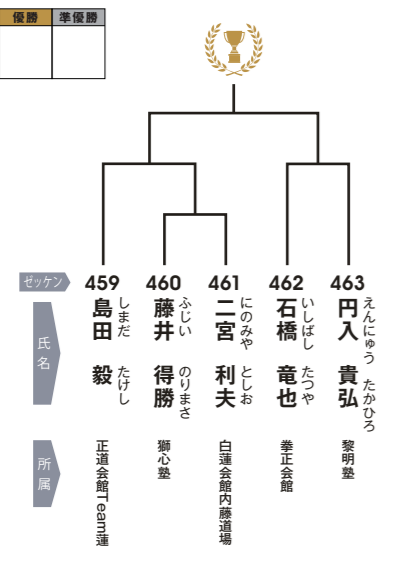 優勝 準優勝
ゼッケン 459 460 461 462 463
氏名
島田 毅
しまだ たけし
藤井 得勝
ふじい のりまさ
二宮 利夫
にのみや としお
石橋 竜也
いしばし たつや
円入 貴弘
えんにゅう たかひろ
所属
正道会館Team蓮
獅心塾
白蓮会館内藤道場
拳正会館
黎明塾